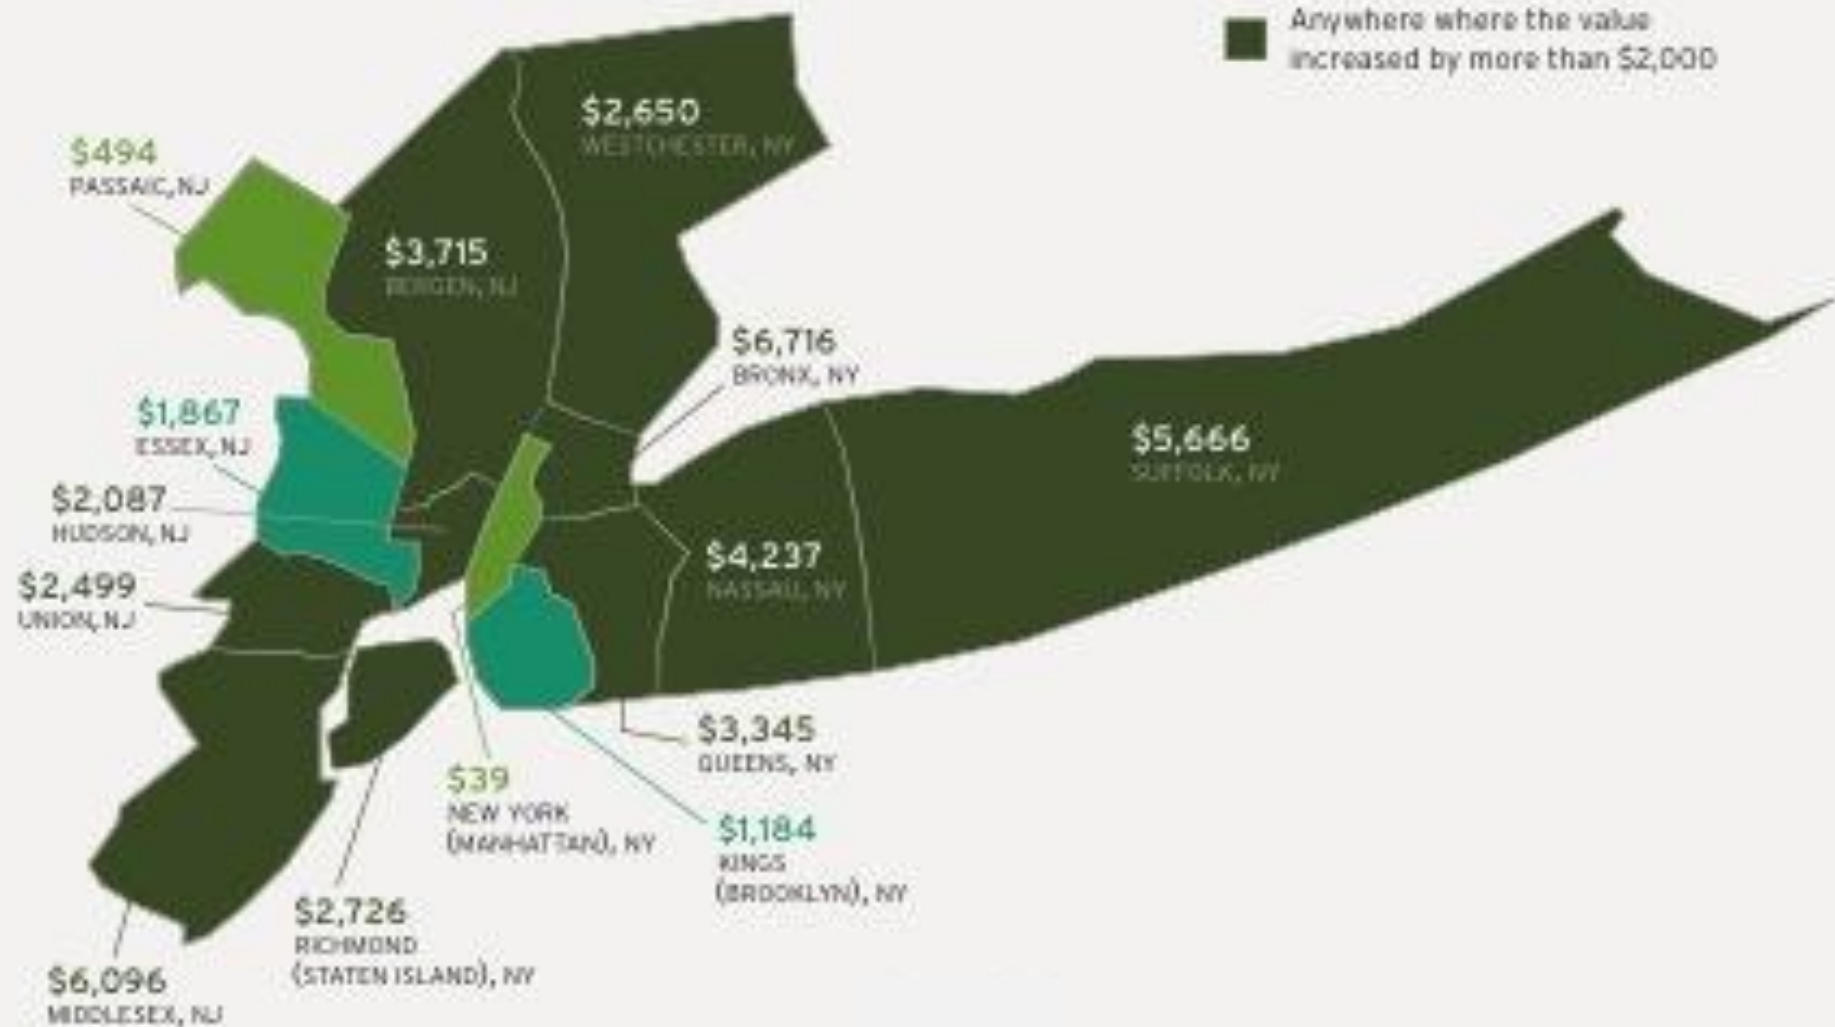 Anywhere where the value
increased by more than $2,000
$2,650
WESTCHESTER, NY
$494
PASSAIC, NJ
$3,715
BERGEN, NJ
$6,716
BRONX, NY
$1,867
ESSEX, NJ
$5,666
SUFFOLK, NY
$2,087
HUDSON, NJ
$4,237
NASSAU, NY
$2,499
UNION, NJ
$3,345
QUEENS, NY
$39
NEW YORK
(MANHATTAN), NY
$1,184
KINGS
(BROOKLYN), NY
$2,726
RICHMOND
(STATEN ISLAND), NY
$6,096
MIDDLESEX, NJ